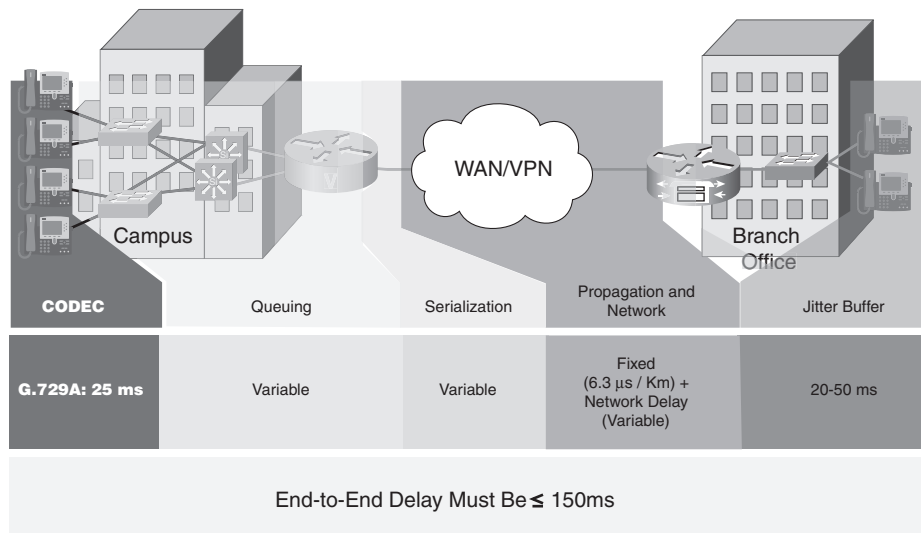 WAN/VPN
V
Campus
Branch
Office
CODEC
Queuing
Serialization
Propagation and
Network
Jitter Buffer
G.729A: 25 ms
Variable
Variable
Fixed
(6.3 μs / Km) +
Network Delay
(Variable)
20-50 ms
End-to-End Delay Must Be ≤ 150ms